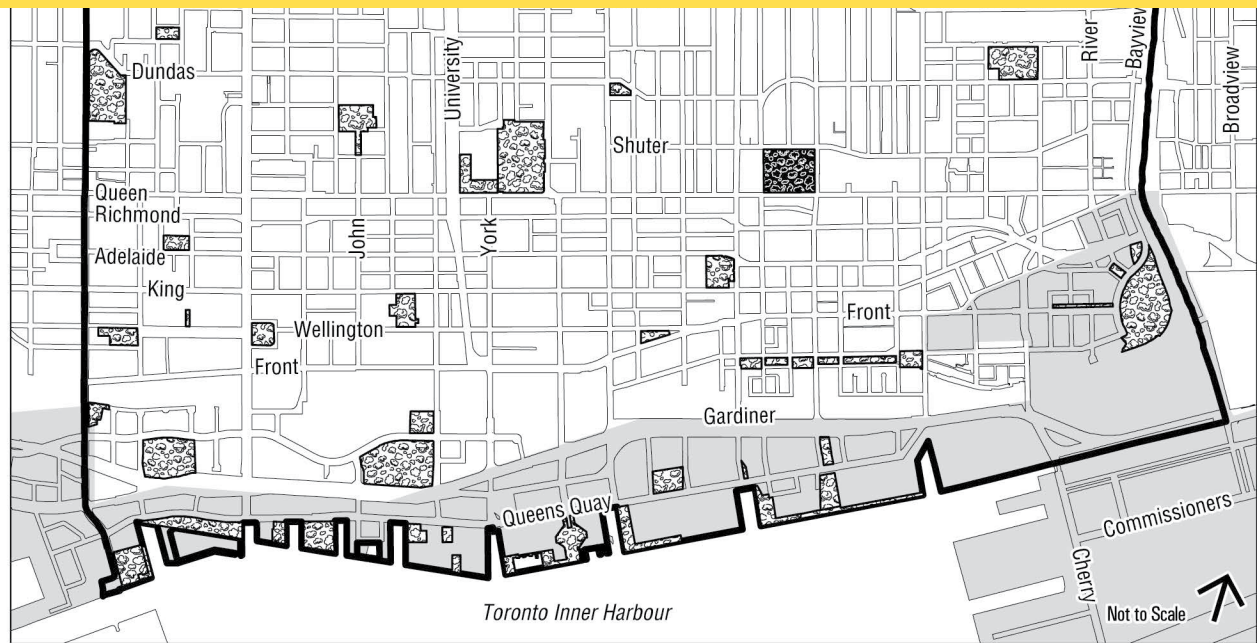 Dundas
University
River
Bayview
Broadview
Shuter
Queen
Richmond
John
York
Adelaide
King
Wellington
Front
Front
Gardiner
Queens Quay
Commissioners
Cherry
Toronto Inner Harbour
Not to Scale